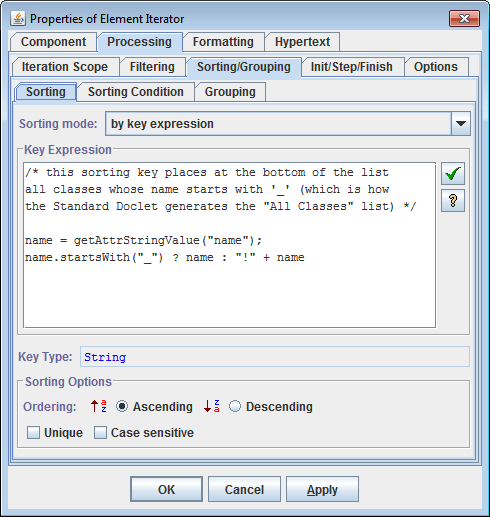 Properties of Element Iterator
Component Processing Formatting Hypertext
Iteration Scope Filtering Sorting/Grouping Init/Step/Finish Options
Sorting Sorting Condition Grouping
Sorting mode: by key expression
Key Expression
/* this sorting key places at the bottom of the list
all classes whose name starts with '_' (which is how
the Standard Doclet generates the "All Classes" list) */
name = getAttrStringValue("name");
name.startsWith("_") ? name : "!" + name
Key Type: String
Sorting Options
Ordering: a z Ascending z a Descending
Unique Case sensitive
OK Cancel Apply